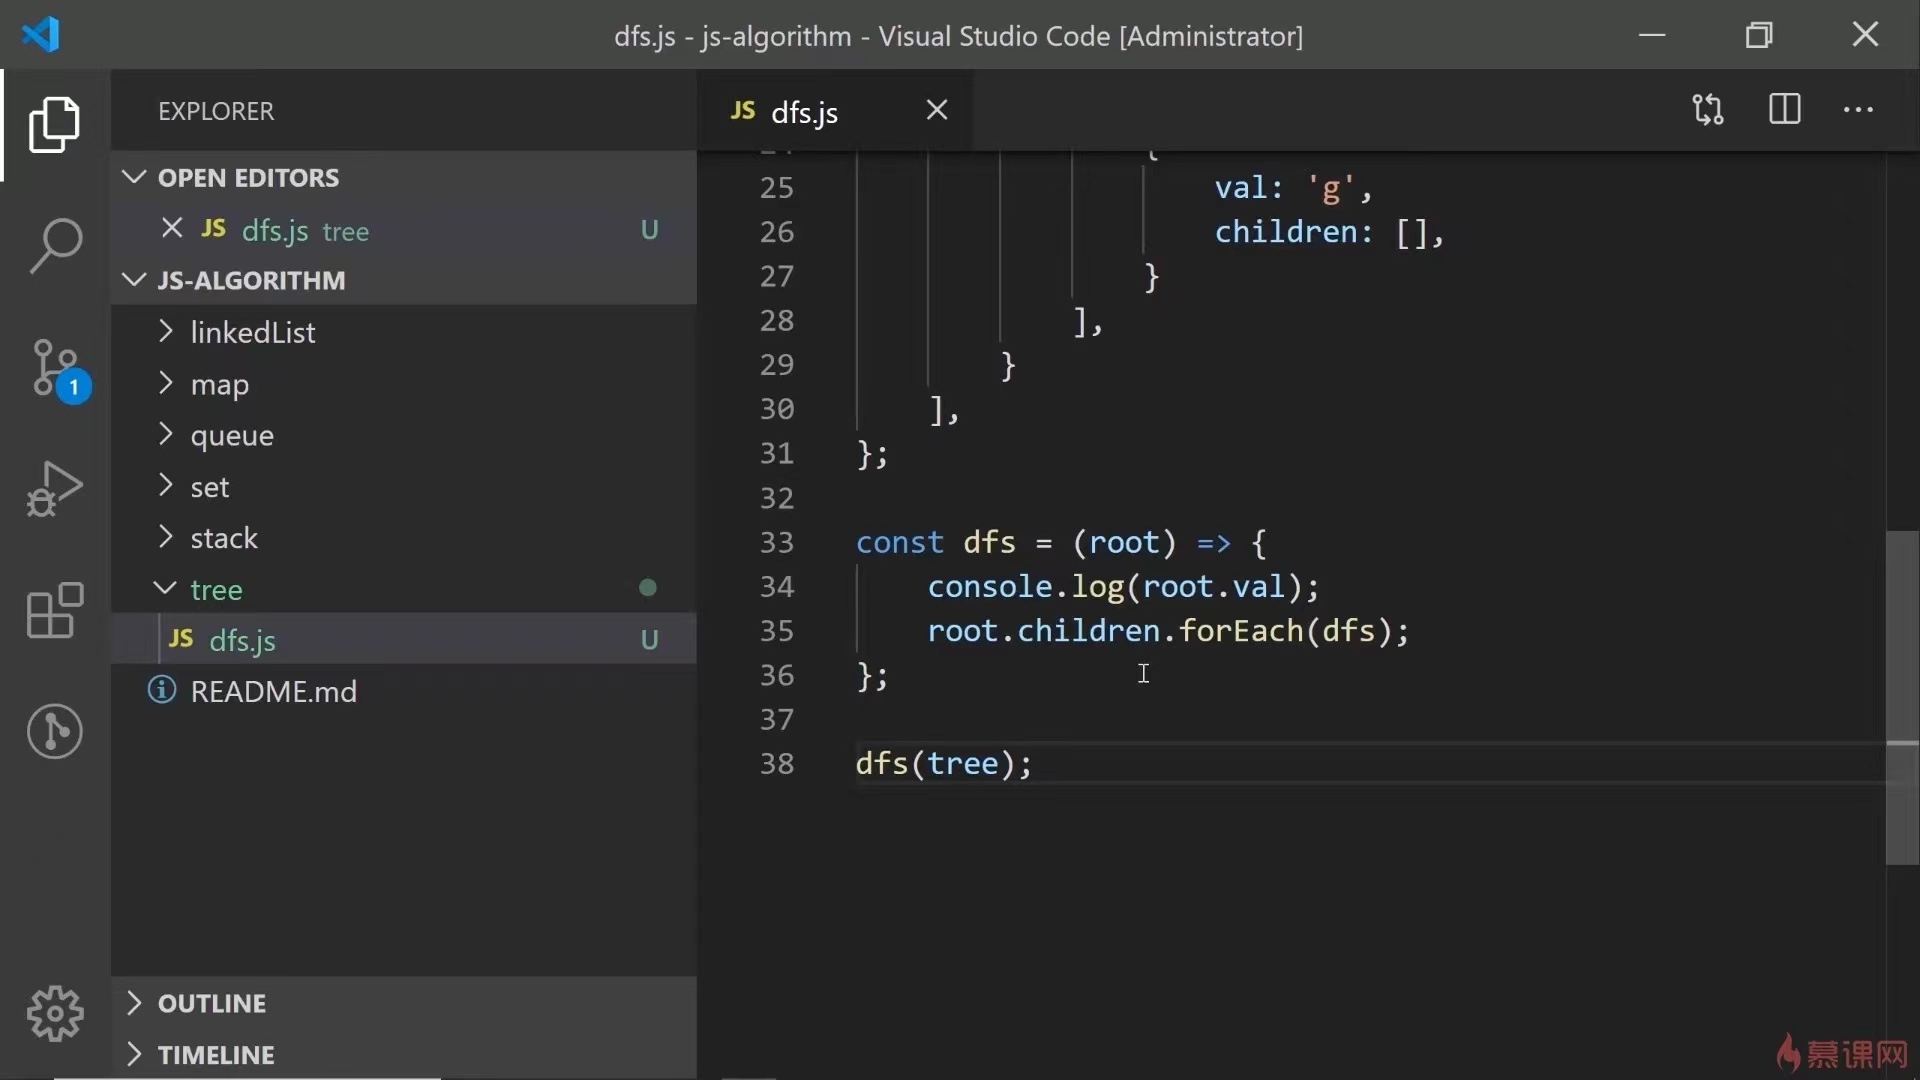 dfs.js - js-algorithm - Visual Studio Code [Administrator]
EXPLORER
OPEN EDITORS
JS dfs.js tree U
JS-ALGORITHM
linkedList
map
queue
set
stack
tree
JS dfs.js U
README.md
OUTLINE
TIMELINE
1
JS dfs.js
25 val: 'g',
26 children: [],
27 }
28 ],
29 }
30 ],
31 };
32
33 const dfs = (root) => {
34 console.log(root.val);
35 root.children.forEach(dfs);
36 };
37
38 dfs(tree);
慕课网